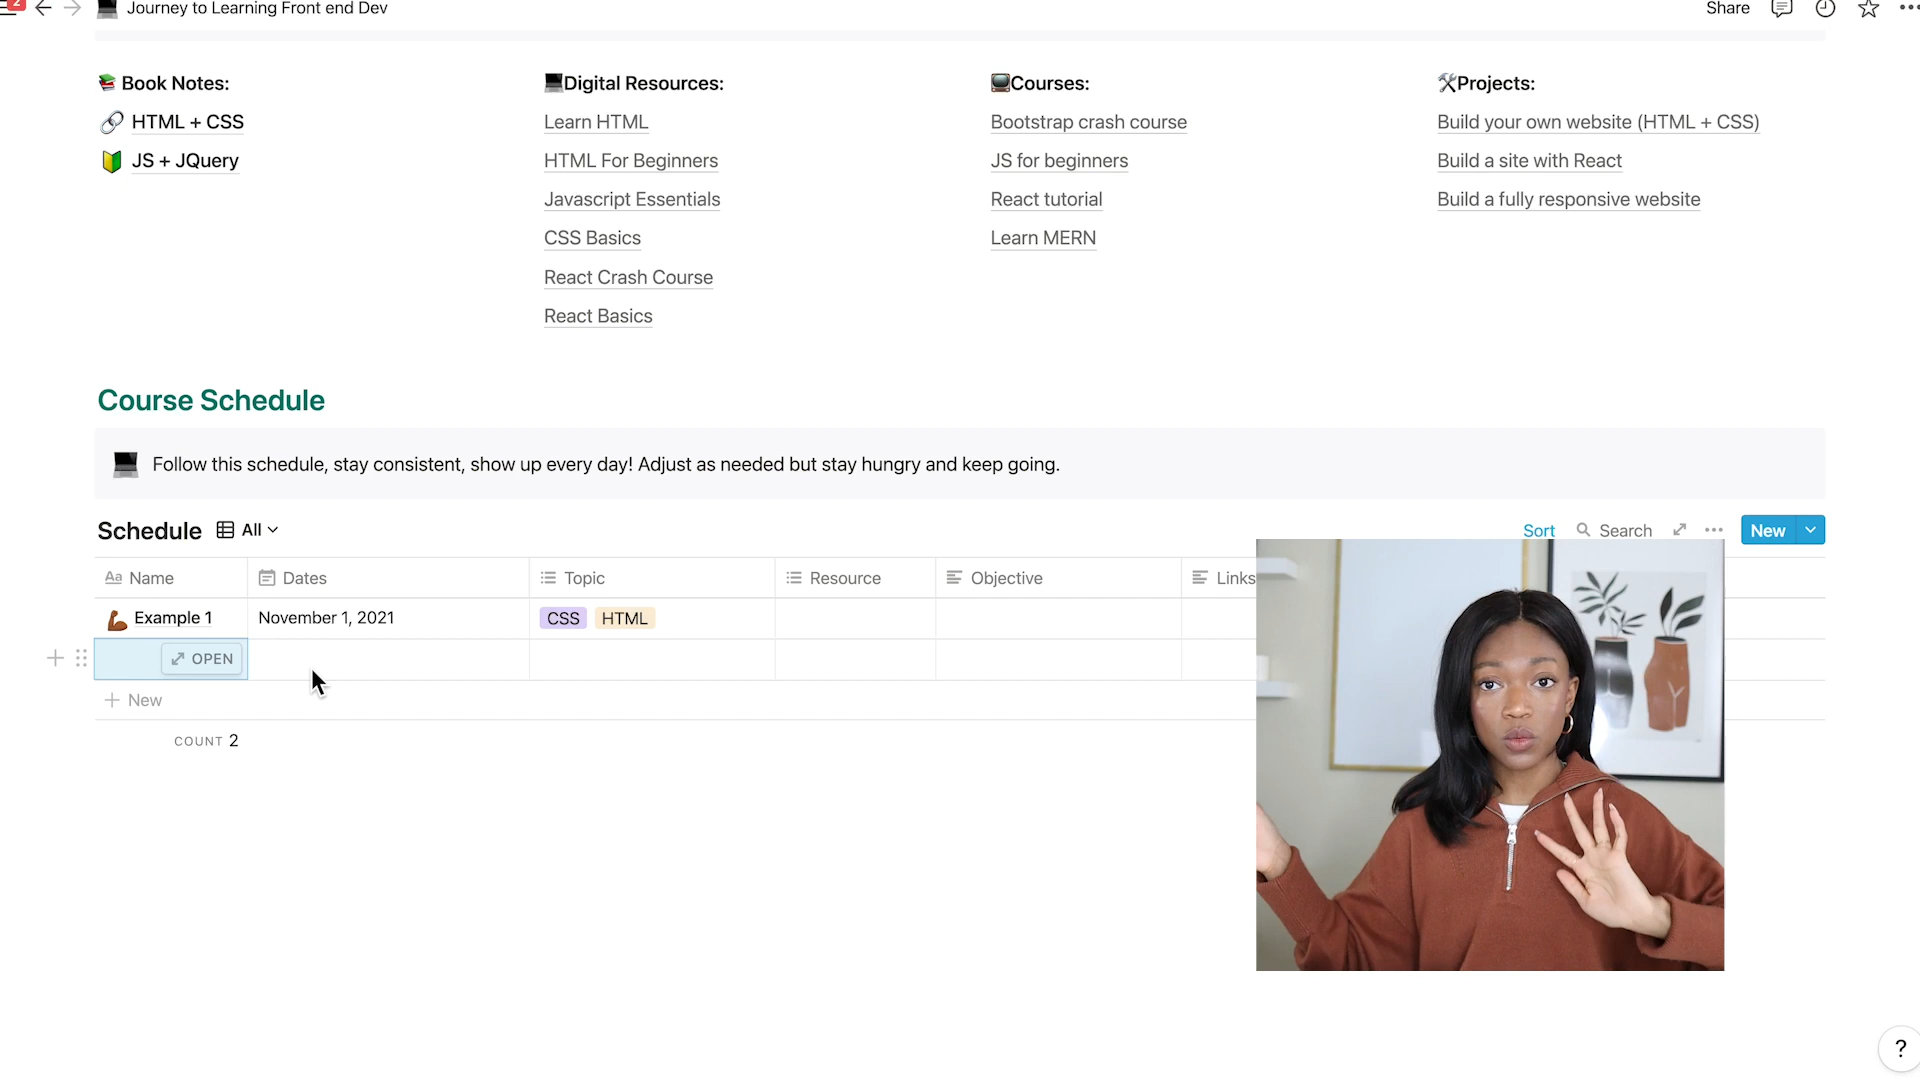 2
Journey to Learning Front end Dev
Share
Book Notes:
HTML + CSS
JS + JQuery
Digital Resources:
Learn HTML
HTML For Beginners
Javascript Essentials
CSS Basics
React Crash Course
React Basics
Courses:
Bootstrap crash course
JS for beginners
React tutorial
Learn MERN
Projects:
Build your own website (HTML + CSS)
Build a site with React
Build a fully responsive website
Course Schedule
Follow this schedule, stay consistent, show up every day! Adjust as needed but stay hungry and keep going.
Schedule All
Sort Search New
Aa Name Dates Topic Resource Objective Links
Example 1 November 1, 2021 CSS HTML
OPEN
+ New
COUNT 2
?